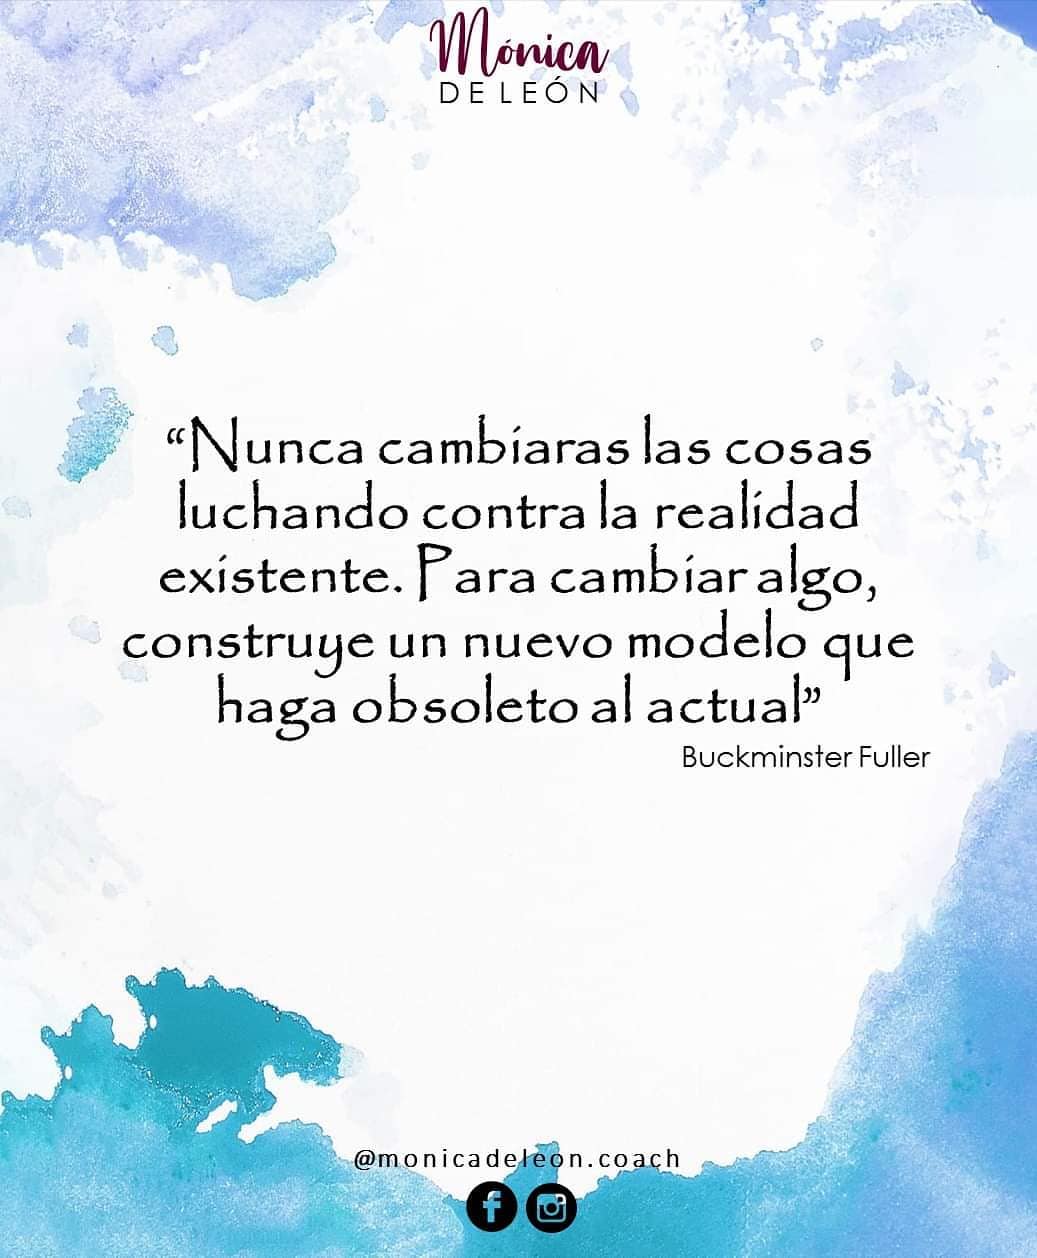 Mónica
DE LEÓN
“Nunca cambiaras las cosas
luchando contra la realidad
existente. Para cambiar algo,
construye un nuevo modelo que
haga obsoleto al actual”
Buckminster Fuller
@monicadeleon.coach